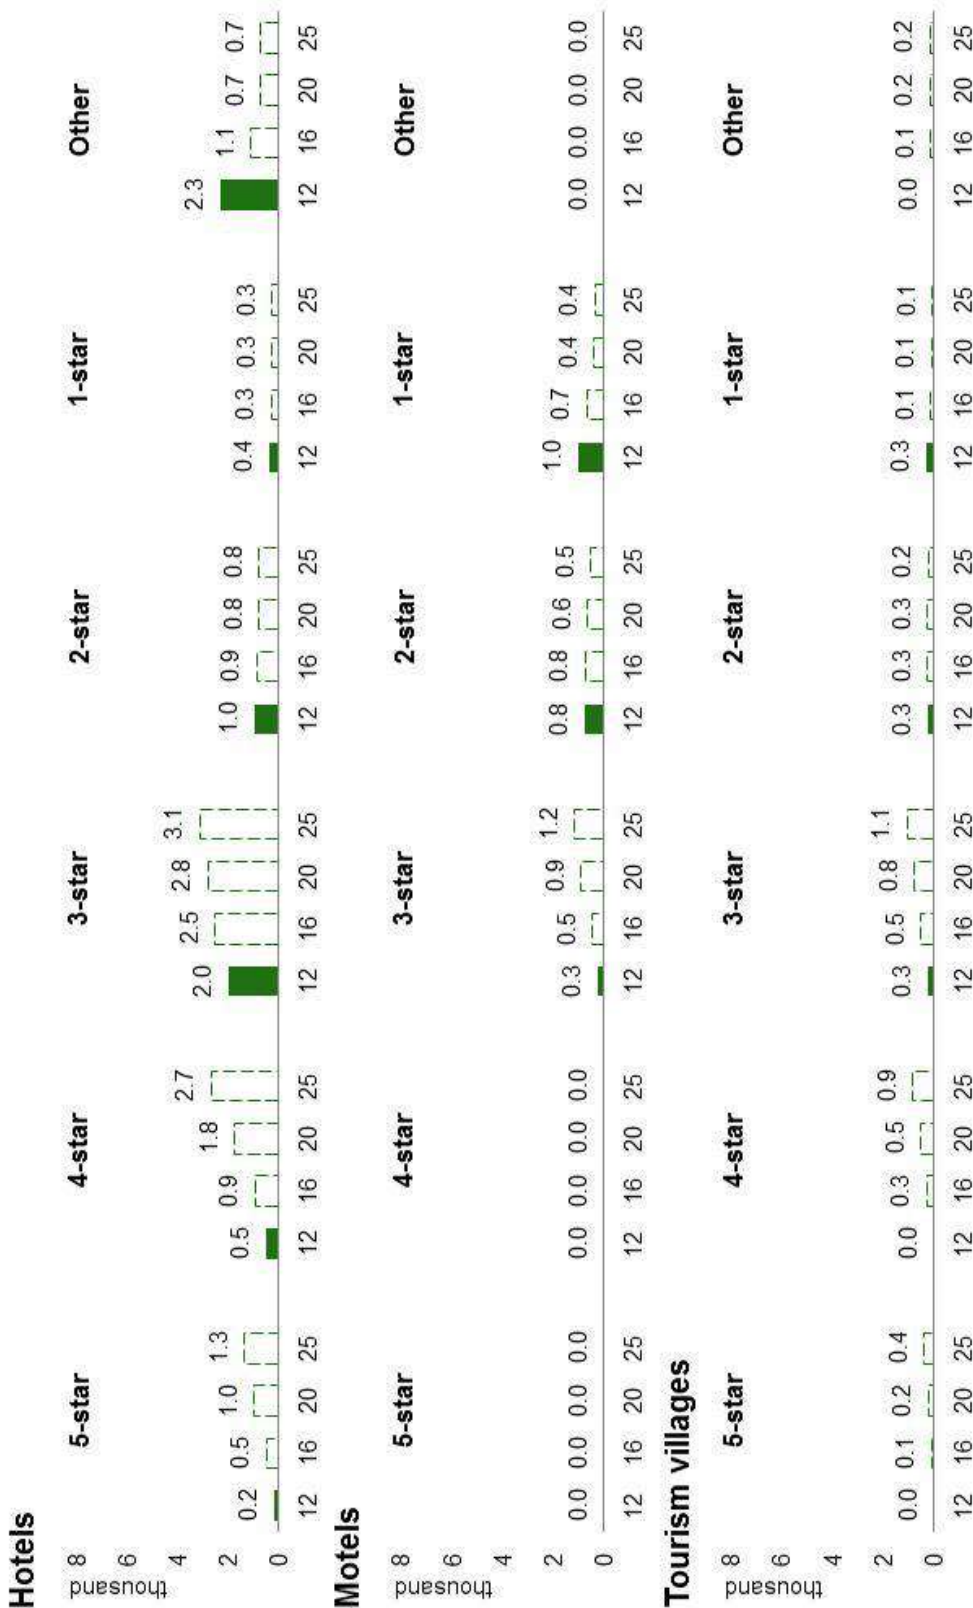 Hotels
5-star 4-star 3-star 2-star 1-star Other
8
6
4
2
0
thousand
0.2 0.5 1.0 1.3 0.5 0.9 1.8 2.7 2.0 2.5 2.8 3.1 1.0 0.9 0.8 0.8 0.4 0.3 0.3 0.3 2.3 1.1 0.7 0.7
12 16 20 25 12 16 20 25 12 16 20 25 12 16 20 25 12 16 20 25 12 16 20 25
Motels
5-star 4-star 3-star 2-star 1-star Other
8
6
4
2
0
thousand
0.0 0.0 0.0 0.0 0.0 0.0 0.0 0.0 0.3 0.5 0.9 1.2 0.8 0.8 0.6 0.5 1.0 0.7 0.4 0.4 0.0 0.0 0.0 0.0
12 16 20 25 12 16 20 25 12 16 20 25 12 16 20 25 12 16 20 25 12 16 20 25
Tourism villages
5-star 4-star 3-star 2-star 1-star Other
8
6
4
2
0
thousand
0.0 0.1 0.2 0.4 0.0 0.3 0.5 0.9 0.3 0.5 0.8 1.1 0.3 0.3 0.3 0.2 0.3 0.1 0.1 0.1 0.0 0.1 0.2 0.2
12 16 20 25 12 16 20 25 12 16 20 25 12 16 20 25 12 16 20 25 12 16 20 25